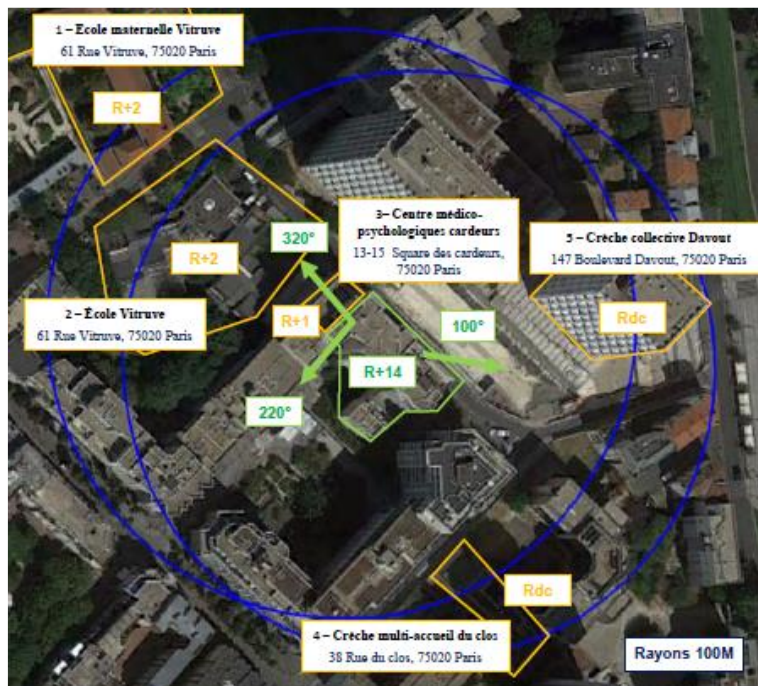 1 – Ecole maternelle Vitruve
61 Rue Vitruve, 75020 Paris
R+2
320°
3– Centre médico-
psychologiques cardeurs
13-15 Square des cardeurs,
75020 Paris
5 – Crèche collective Davout
147 Boulevard Davout, 75020 Paris
R+2
2 – École Vitruve
61 Rue Vitruve, 75020 Paris
R+1
100°
Rdc
R+14
220°
Rdc
4 – Crèche multi-accueil du clos
38 Rue du clos, 75020 Paris
Rayons 100M